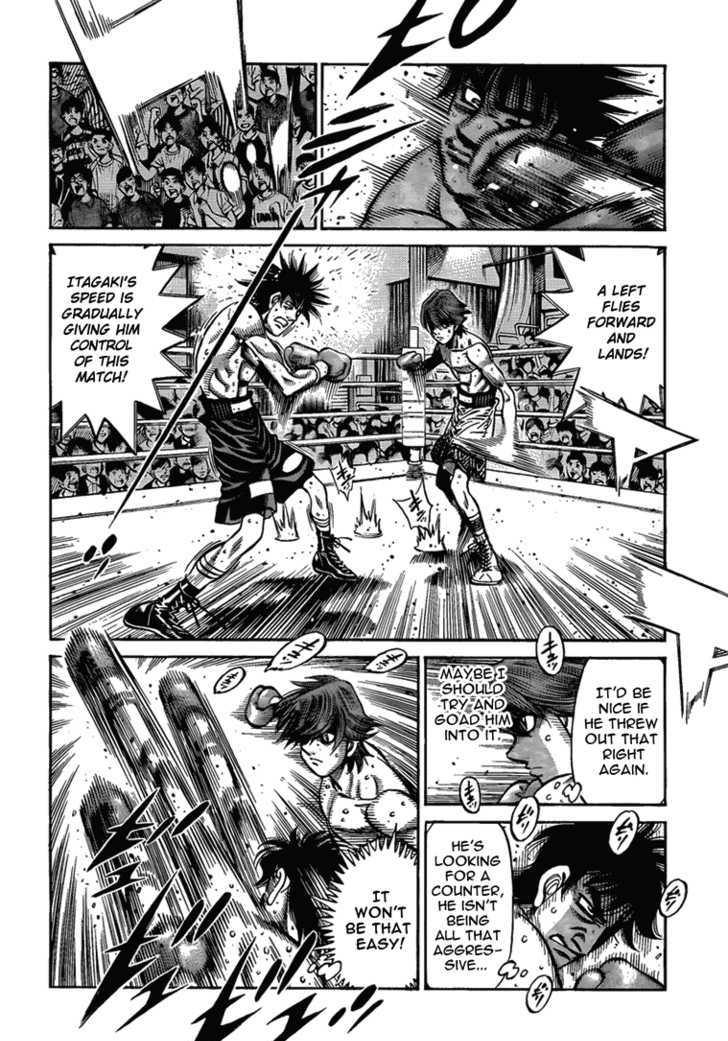 A LEFT
FLIES
FORWARD
AND
LANDS!
ITAGAKI'S
SPEED IS
GRADUALLY
GIVING HIM
CONTROL
OF THIS
MATCH!
IT'D BE
NICE IF
HE THREW
OUT THAT
RIGHT
AGAIN.
MAYBE I
SHOULD
TRY AND
GOAD HIM
INTO IT.
HE'S
LOOKING
FOR A
COUNTER,
HE ISN'T
BEING
ALL THAT
AGGRES-
SIVE...
IT
WON'T
BE THAT
EASY!